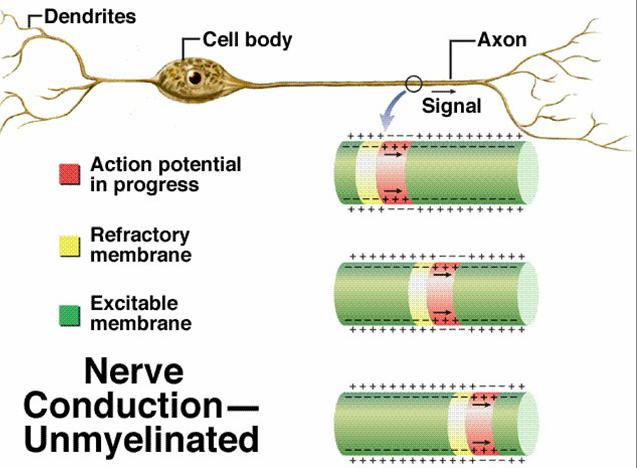 Dendrites
Cell body
Axon
Signal
Action potential
in progress
Refractory
membrane
Excitable
membrane
Nerve
Conduction—
Unmyelinated